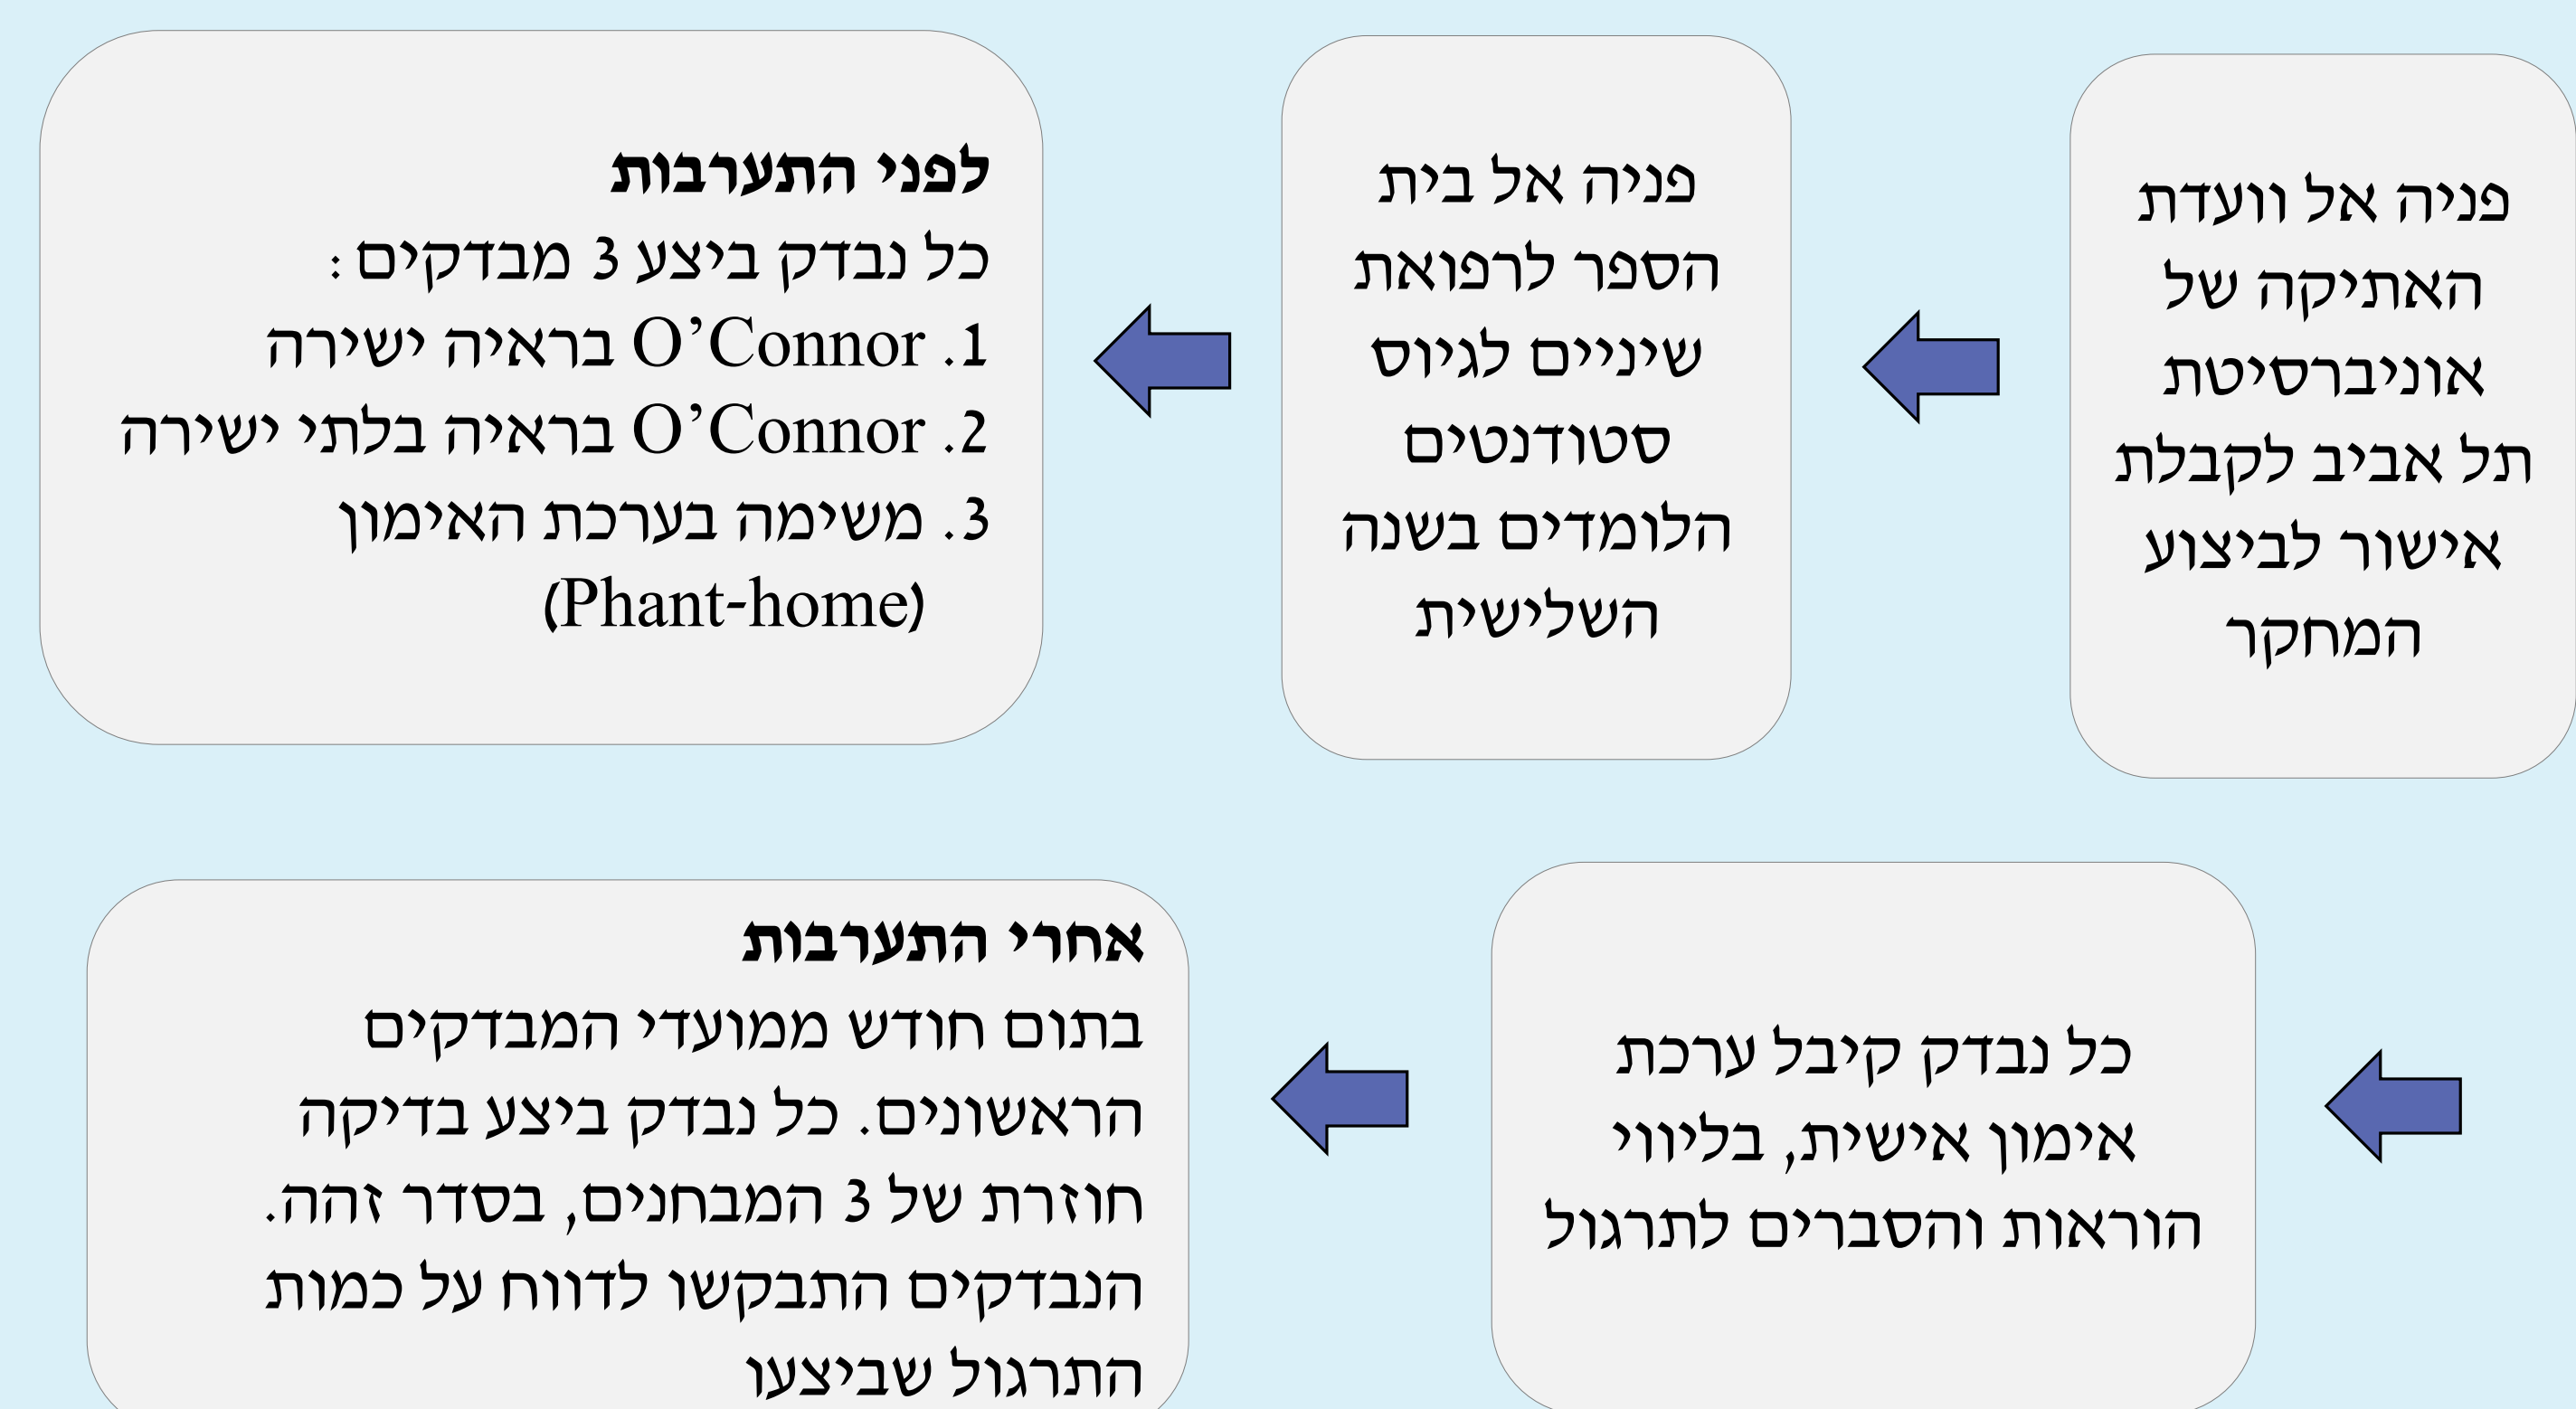 פניה אל וועדת
האתיקה של
אוניברסיטת
תל אביב לקבלת
אישור לביצוע
המחקר
פניה אל בית
הספר לרפואת
שיניים לגיוס
סטודנטים
הלומדים בשנה
השלישית
לפני התערבות
כל נבדק ביצע 3 מבדקים:
1. O’Connor בראיה ישירה
2. O’Connor בראיה בלתי ישירה
3. משימה בערכת האימון
(Phant-home)
כל נבדק קיבל ערכת
אימון אישית, בליווי
הוראות והסברים לתרגול
אחרי התערבות
בתום חודש ממועדי המבדקים
הראשונים. כל נבדק ביצע בדיקה
חוזרת של 3 המבחנים, בסדר זהה.
הנבדקים התבקשו לדווח על כמות
התרגול שביצעו